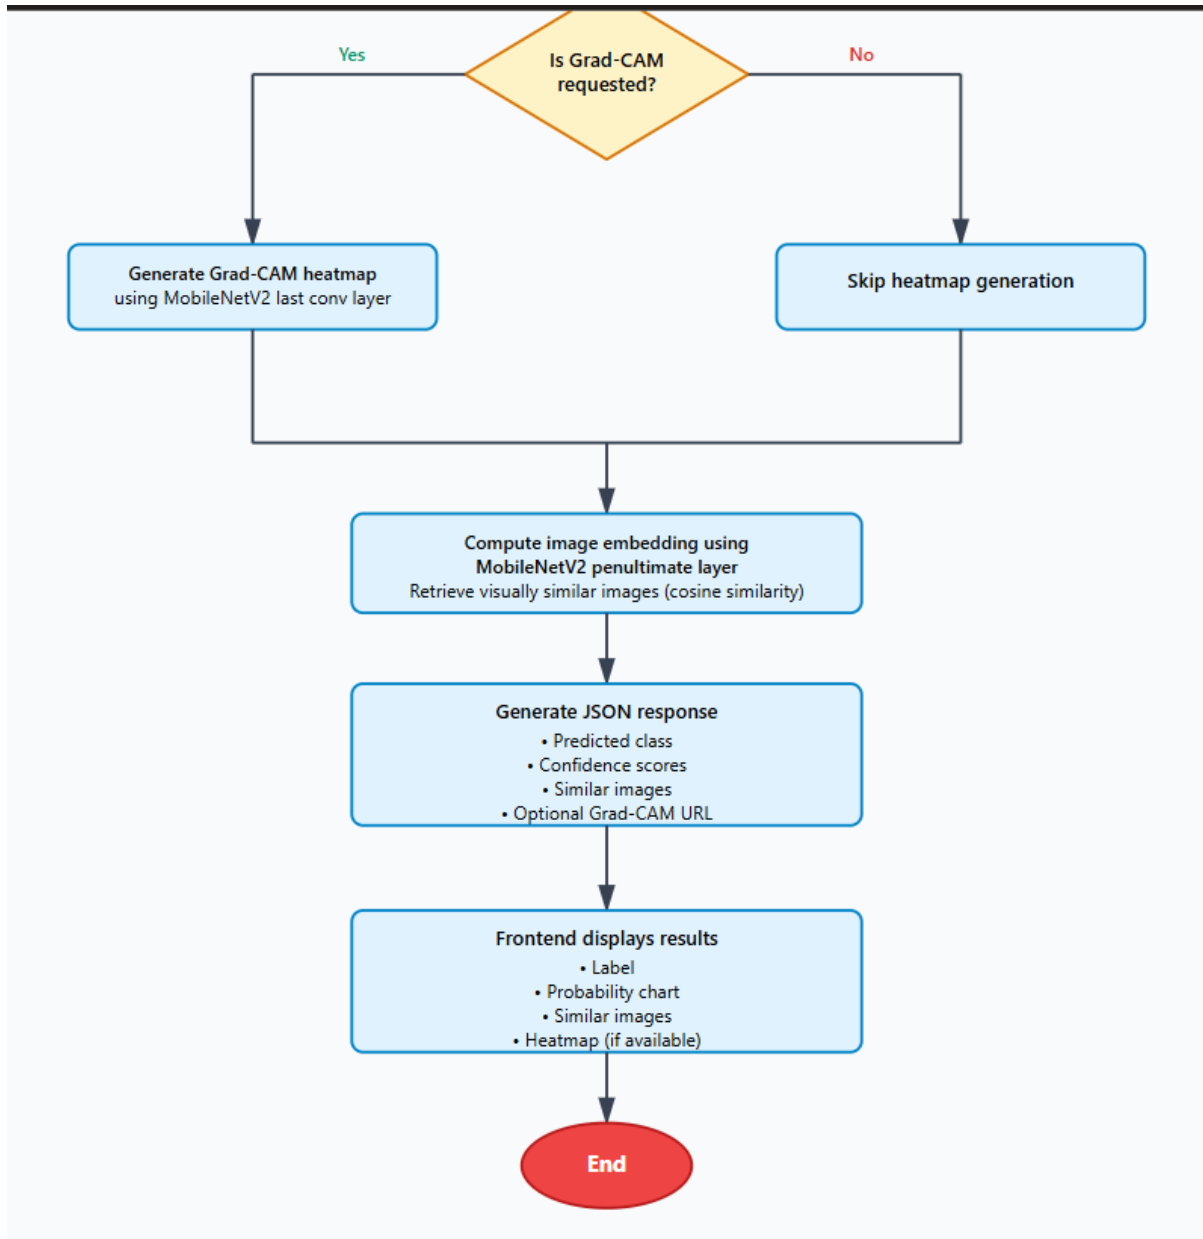 Yes
Is Grad-CAM
requested?
No
Generate Grad-CAM heatmap
using MobileNetV2 last conv layer
Skip heatmap generation
Compute image embedding using
MobileNetV2 penultimate layer
Retrieve visually similar images (cosine similarity)
Generate JSON response
• Predicted class
• Confidence scores
• Similar images
• Optional Grad-CAM URL
Frontend displays results
• Label
• Probability chart
• Similar images
• Heatmap (if available)
End